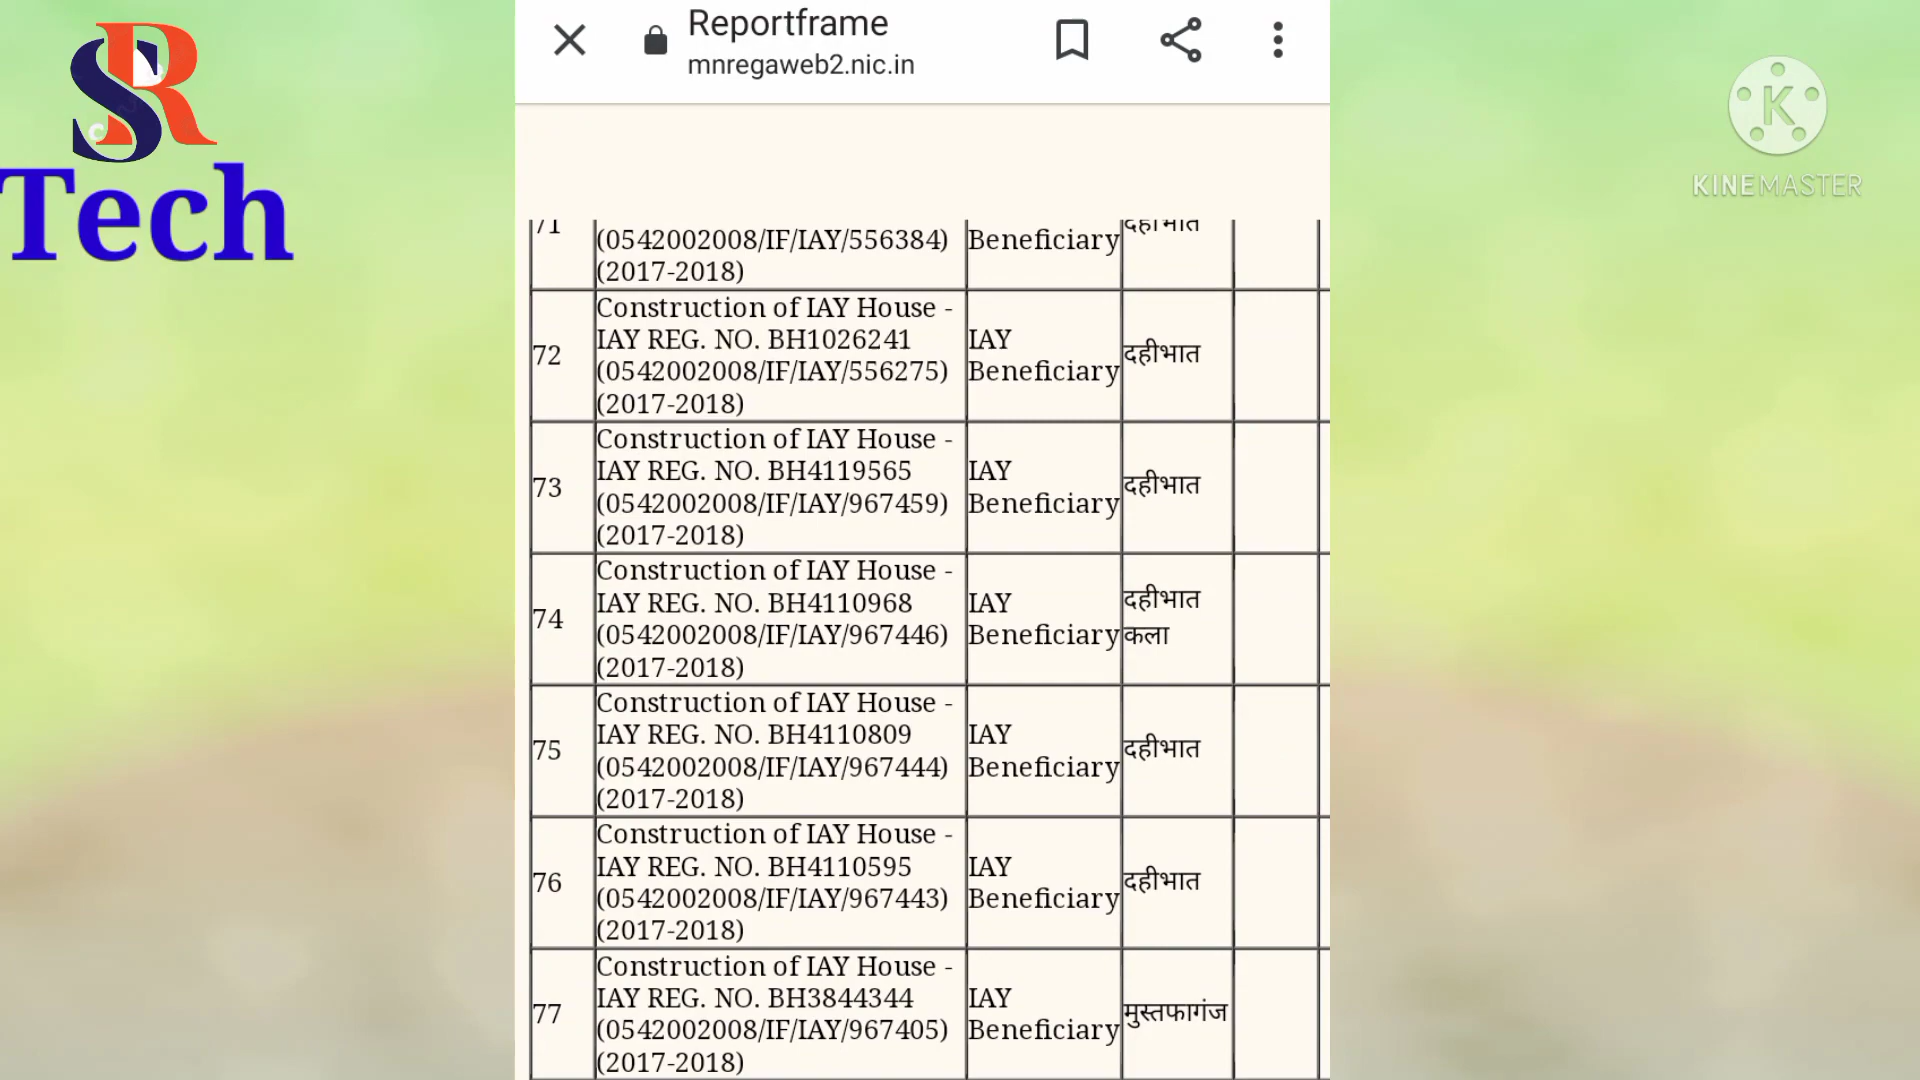 SR
Tech
Reportframe
mnregaweb2.nic.in
K
KINEMASTER
71
(0542002008/IF/IAY/556384)
(2017-2018)
Beneficiary
दहीभात
72
Construction of IAY House -
IAY REG. NO. BH1026241
(0542002008/IF/IAY/556275)
(2017-2018)
IAY
Beneficiary
दहीभात
73
Construction of IAY House -
IAY REG. NO. BH4119565
(0542002008/IF/IAY/967459)
(2017-2018)
IAY
Beneficiary
दहीभात
74
Construction of IAY House -
IAY REG. NO. BH4110968
(0542002008/IF/IAY/967446)
(2017-2018)
IAY
Beneficiary
दहीभात
कला
75
Construction of IAY House -
IAY REG. NO. BH4110809
(0542002008/IF/IAY/967444)
(2017-2018)
IAY
Beneficiary
दहीभात
76
Construction of IAY House -
IAY REG. NO. BH4110595
(0542002008/IF/IAY/967443)
(2017-2018)
IAY
Beneficiary
दहीभात
77
Construction of IAY House -
IAY REG. NO. BH3844344
(0542002008/IF/IAY/967405)
(2017-2018)
IAY
Beneficiary
मुस्तफागंज